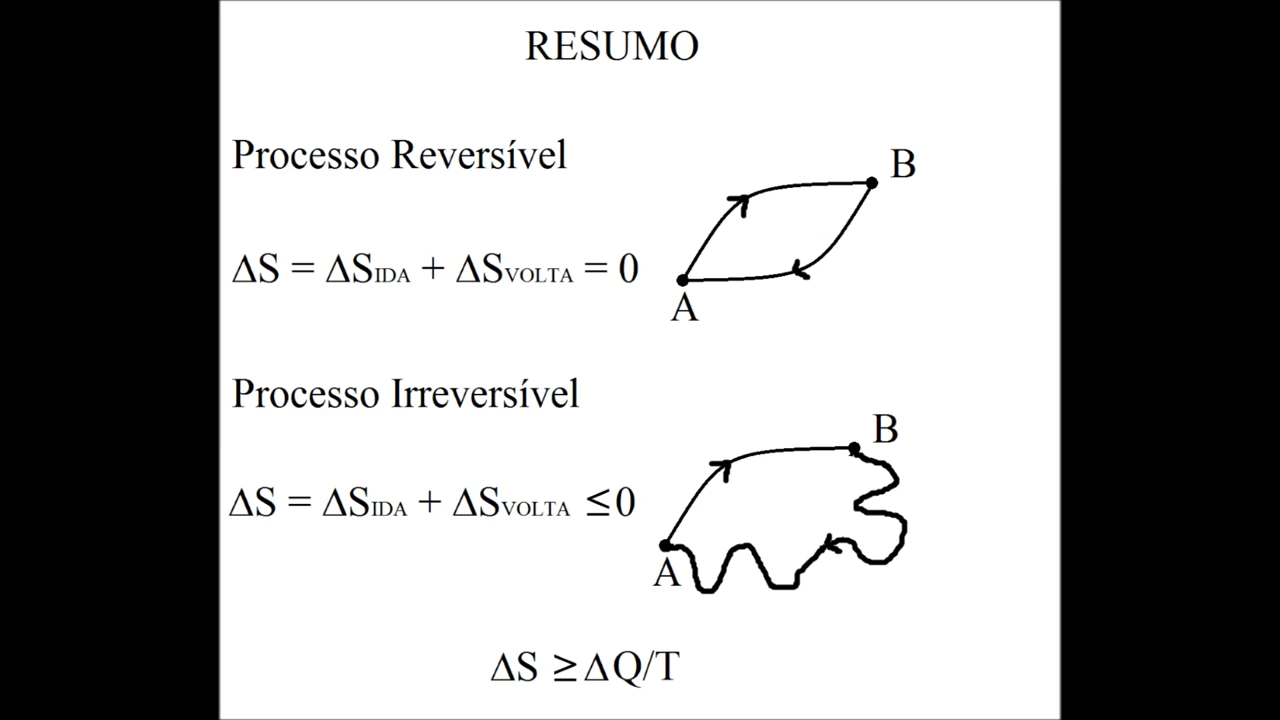 RESUMO
Processo Reversível
B
ΔS = ΔSIDA + ΔSVOLTA = 0
A
Processo Irreversível
B
ΔS = ΔSIDA + ΔSVOLTA ≤0
A
ΔS ≥ ΔQ/T